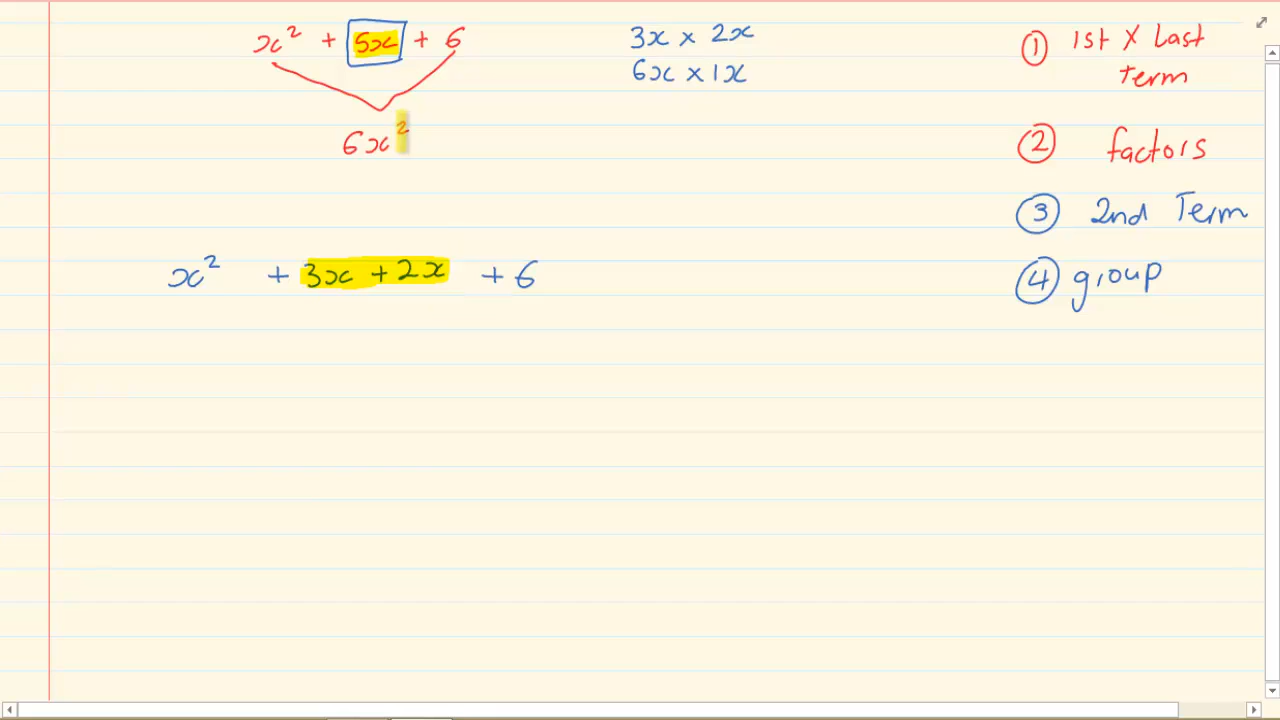 x² + 5x + 6
6x²
3x × 2x
6x × 1x
x² + 3x + 2x + 6
① 1st X Last
term
② factors
③ 2nd Term
④ group